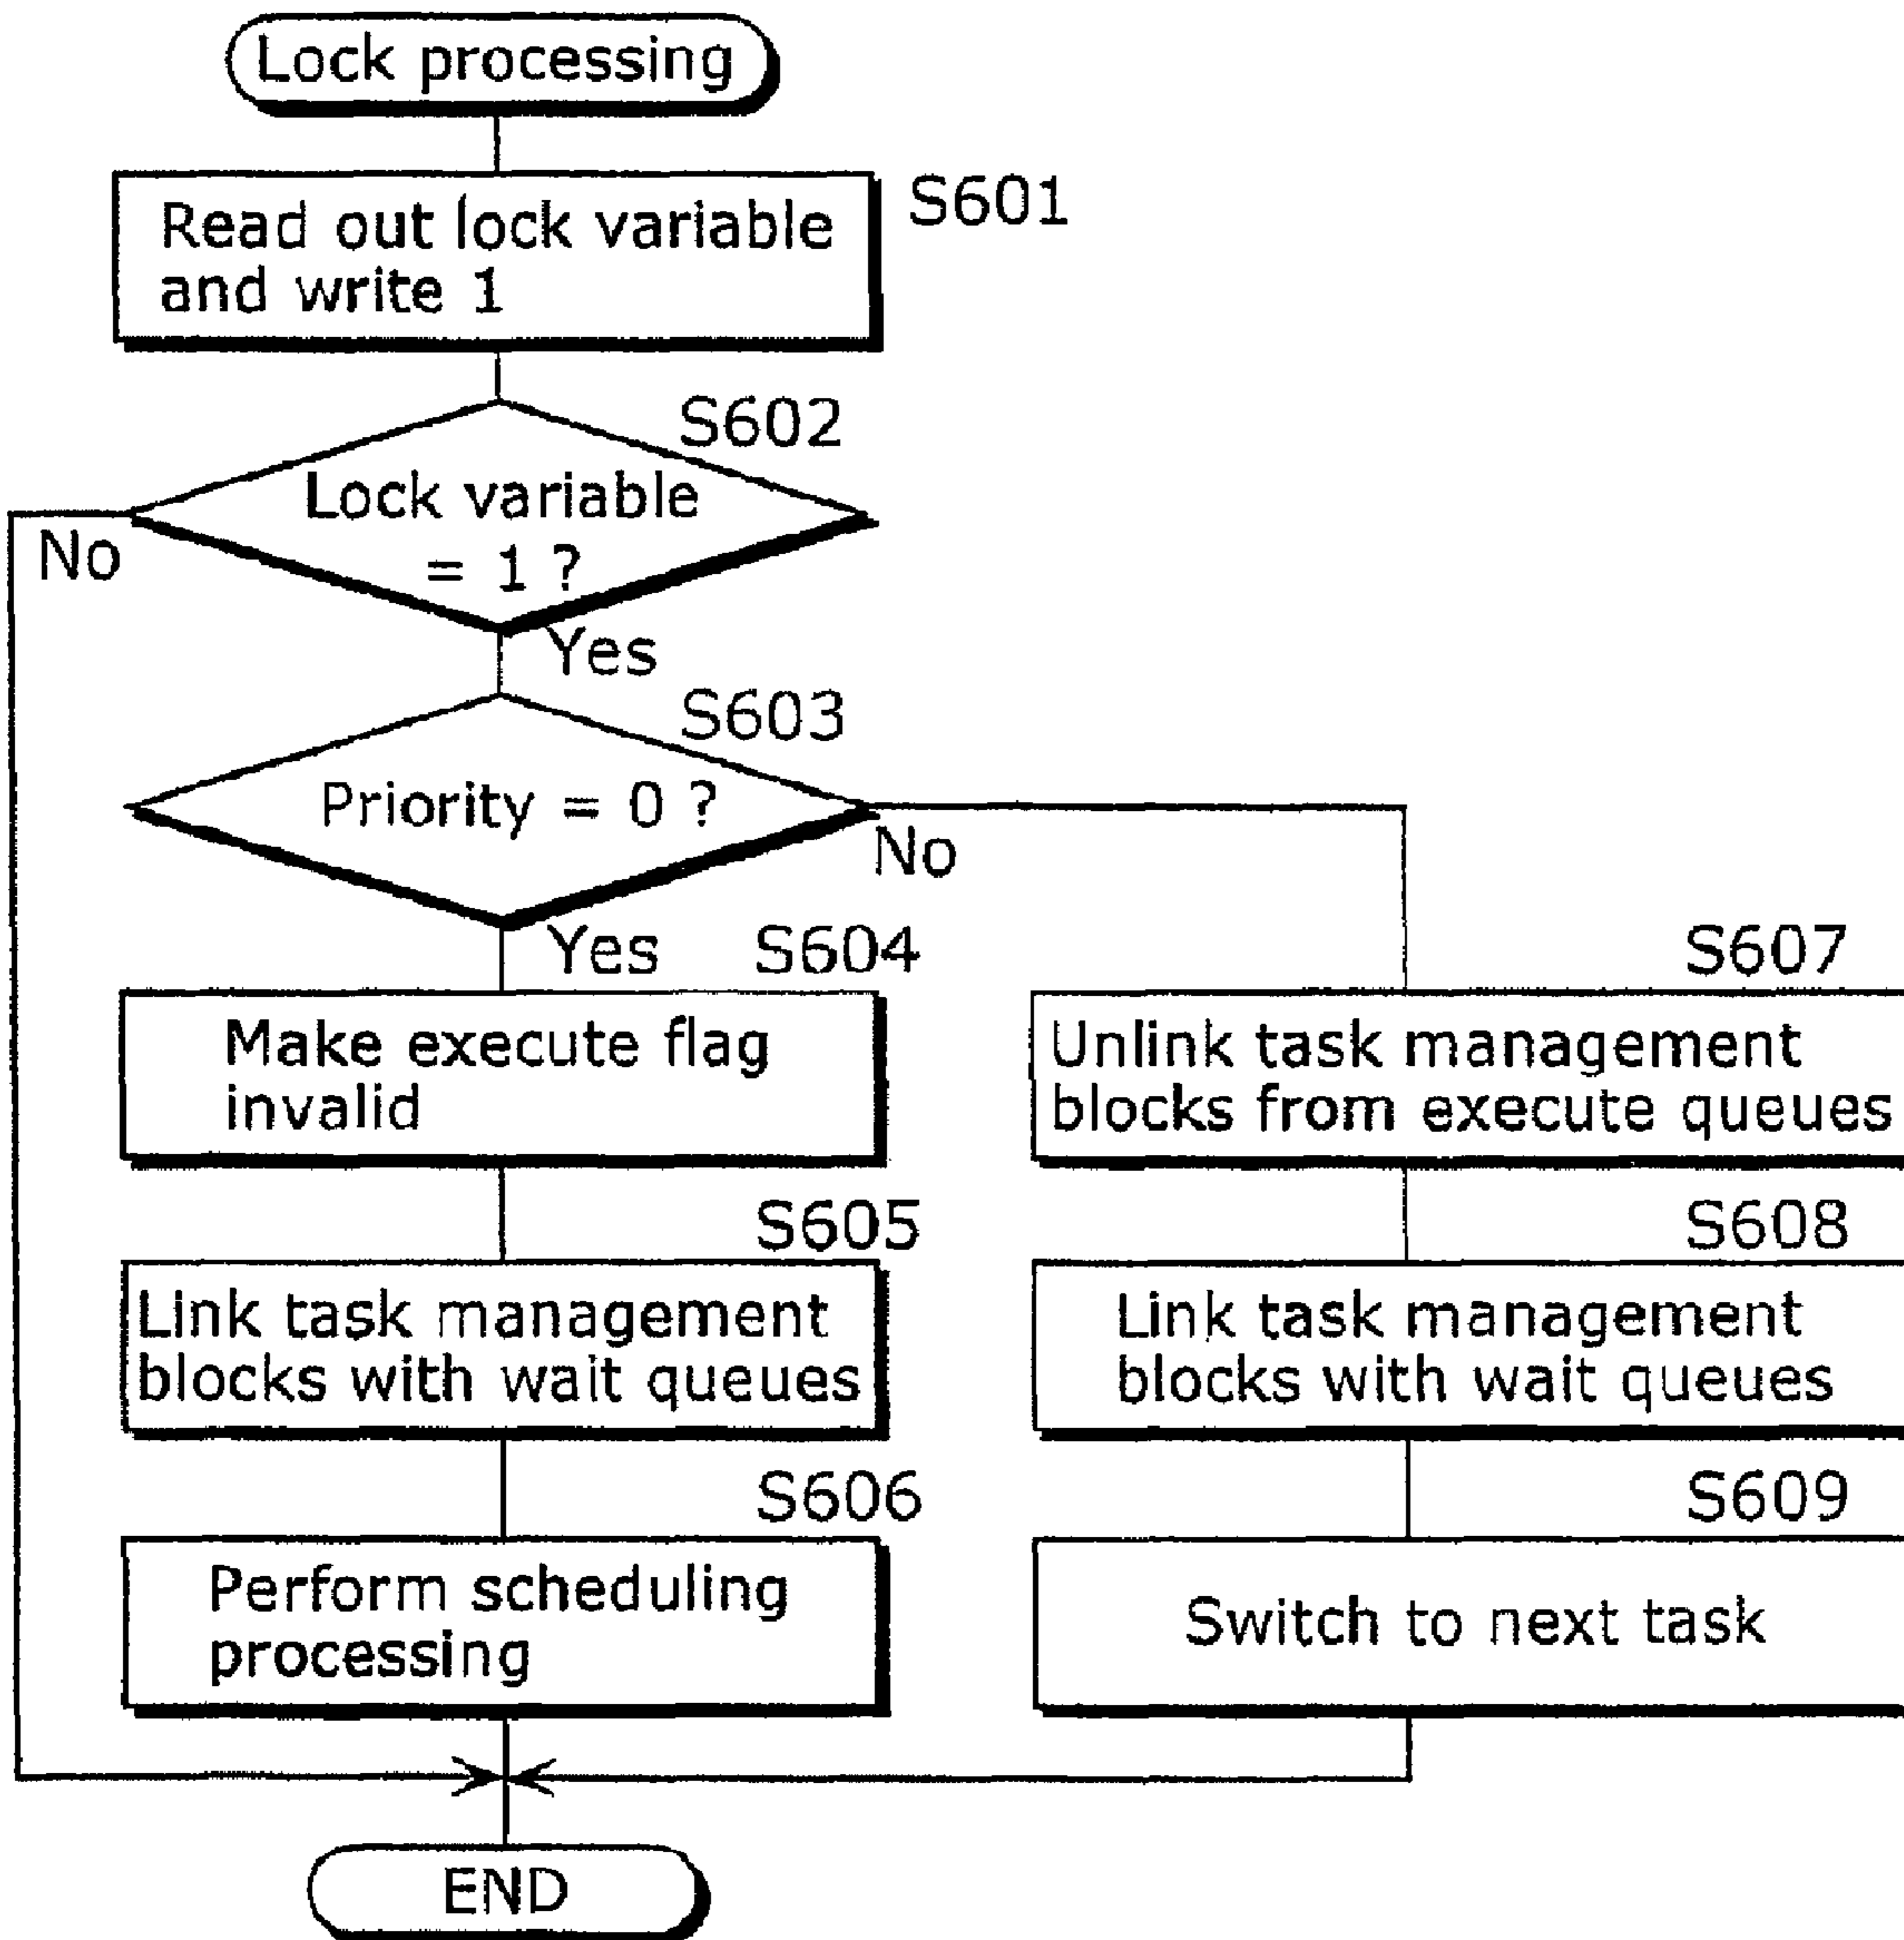 Lock processing
S601
Read out lock variable
and write 1
S602
Lock variable
= 1 ?
No
Yes
S603
Priority = 0 ?
No
Yes
S604
Make execute flag
invalid
S605
Link task management
blocks with wait queues
S606
Perform scheduling
processing
S607
Unlink task management
blocks from execute queues
S608
Link task management
blocks with wait queues
S609
Switch to next task
END